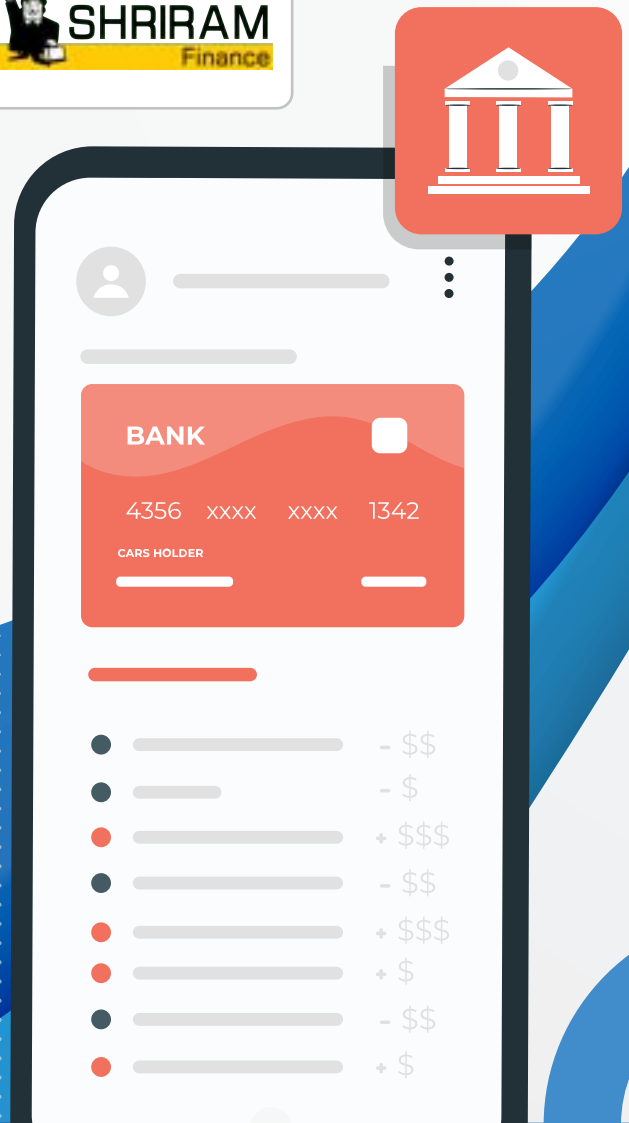 SHRIRAM
Finance
BANK
4356 xxxx xxxx 1342
CARS HOLDER
- $$
- $
+ $$$
- $$
+ $$$
+ $
- $$
+ $